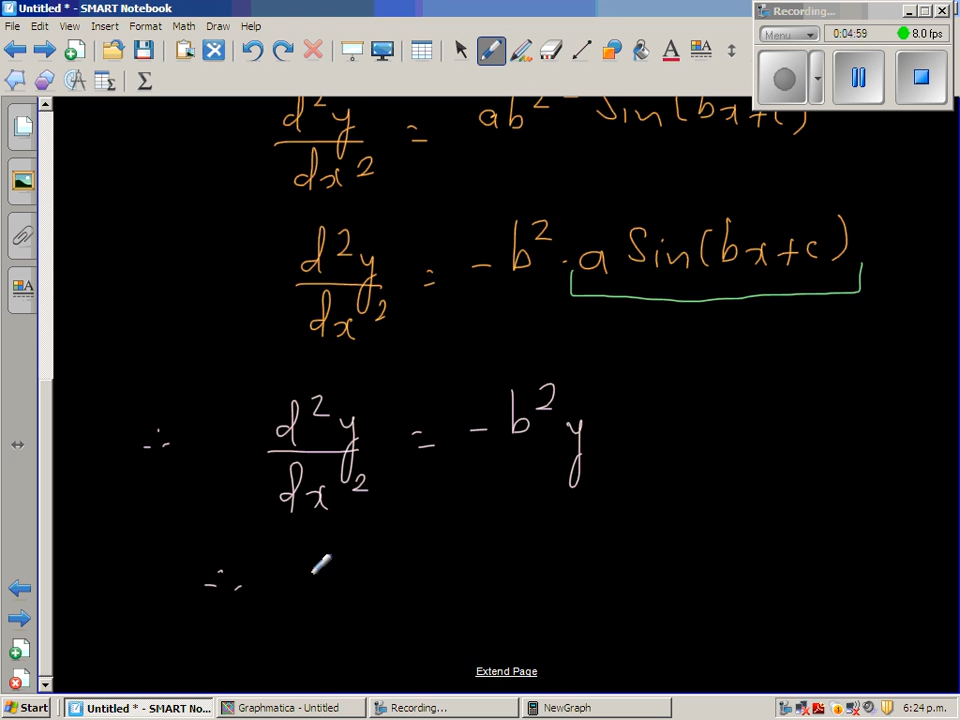 Untitled * - SMART Notebook
Recording...
File Edit View Insert Format Math Draw Help
Menu 0:04:59 8.0 fps
d²y/dx² = ab² - Sin(bx+c)
d²y/dx² = - b² . a Sin(bx+c)
∴ d²y/dx² = - b² y
∴
Extend Page
Start Untitled * - SMART No... Graphmatica - Untitled Recording... NewGraph 6:24 p.m.